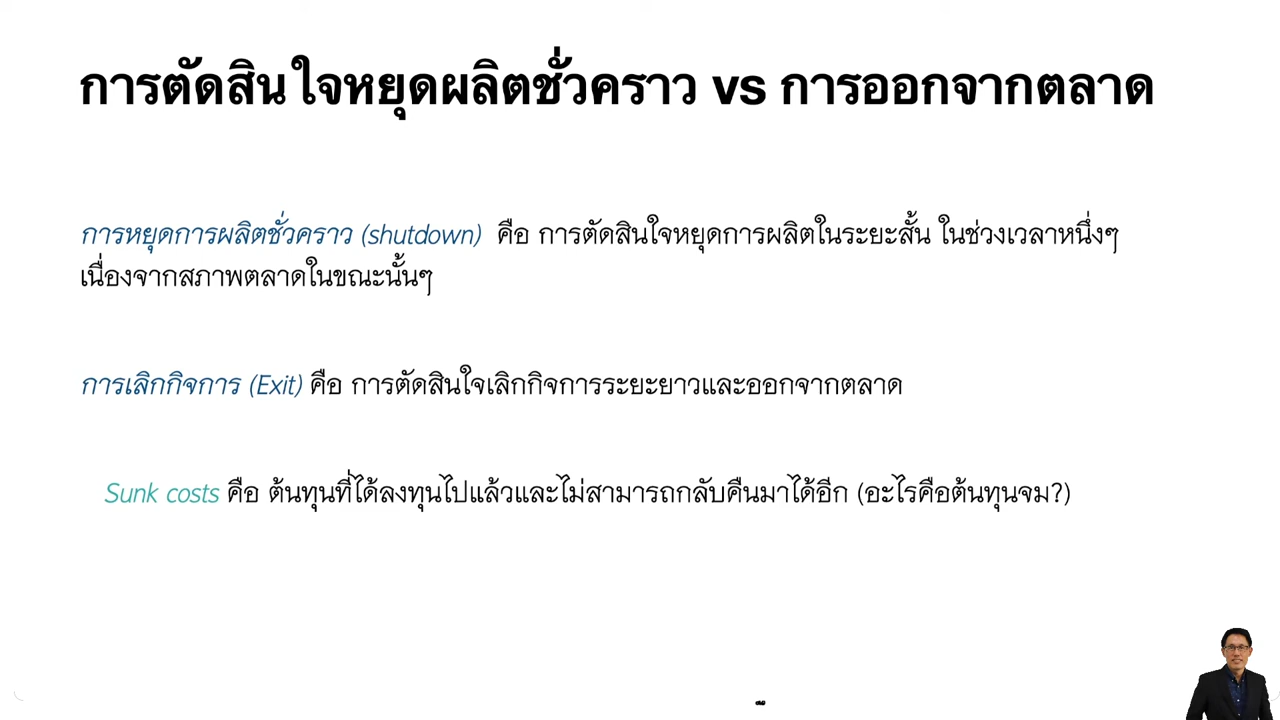 การตัดสินใจหยุดผลิตชั่วคราว vs การออกจากตลาด
การหยุดการผลิตชั่วคราว (shutdown) คือ การตัดสินใจหยุดการผลิตในระยะสั้น ในช่วงเวลาหนึ่งๆ
เนื่องจากสภาพตลาดในขณะนั้นๆ
การเลิกกิจการ (Exit) คือ การตัดสินใจเลิกกิจการระยะยาวและออกจากตลาด
Sunk costs คือ ต้นทุนที่ได้ลงทุนไปแล้วและไม่สามารถกลับคืนมาได้อีก (อะไรคือต้นทุนจม?)